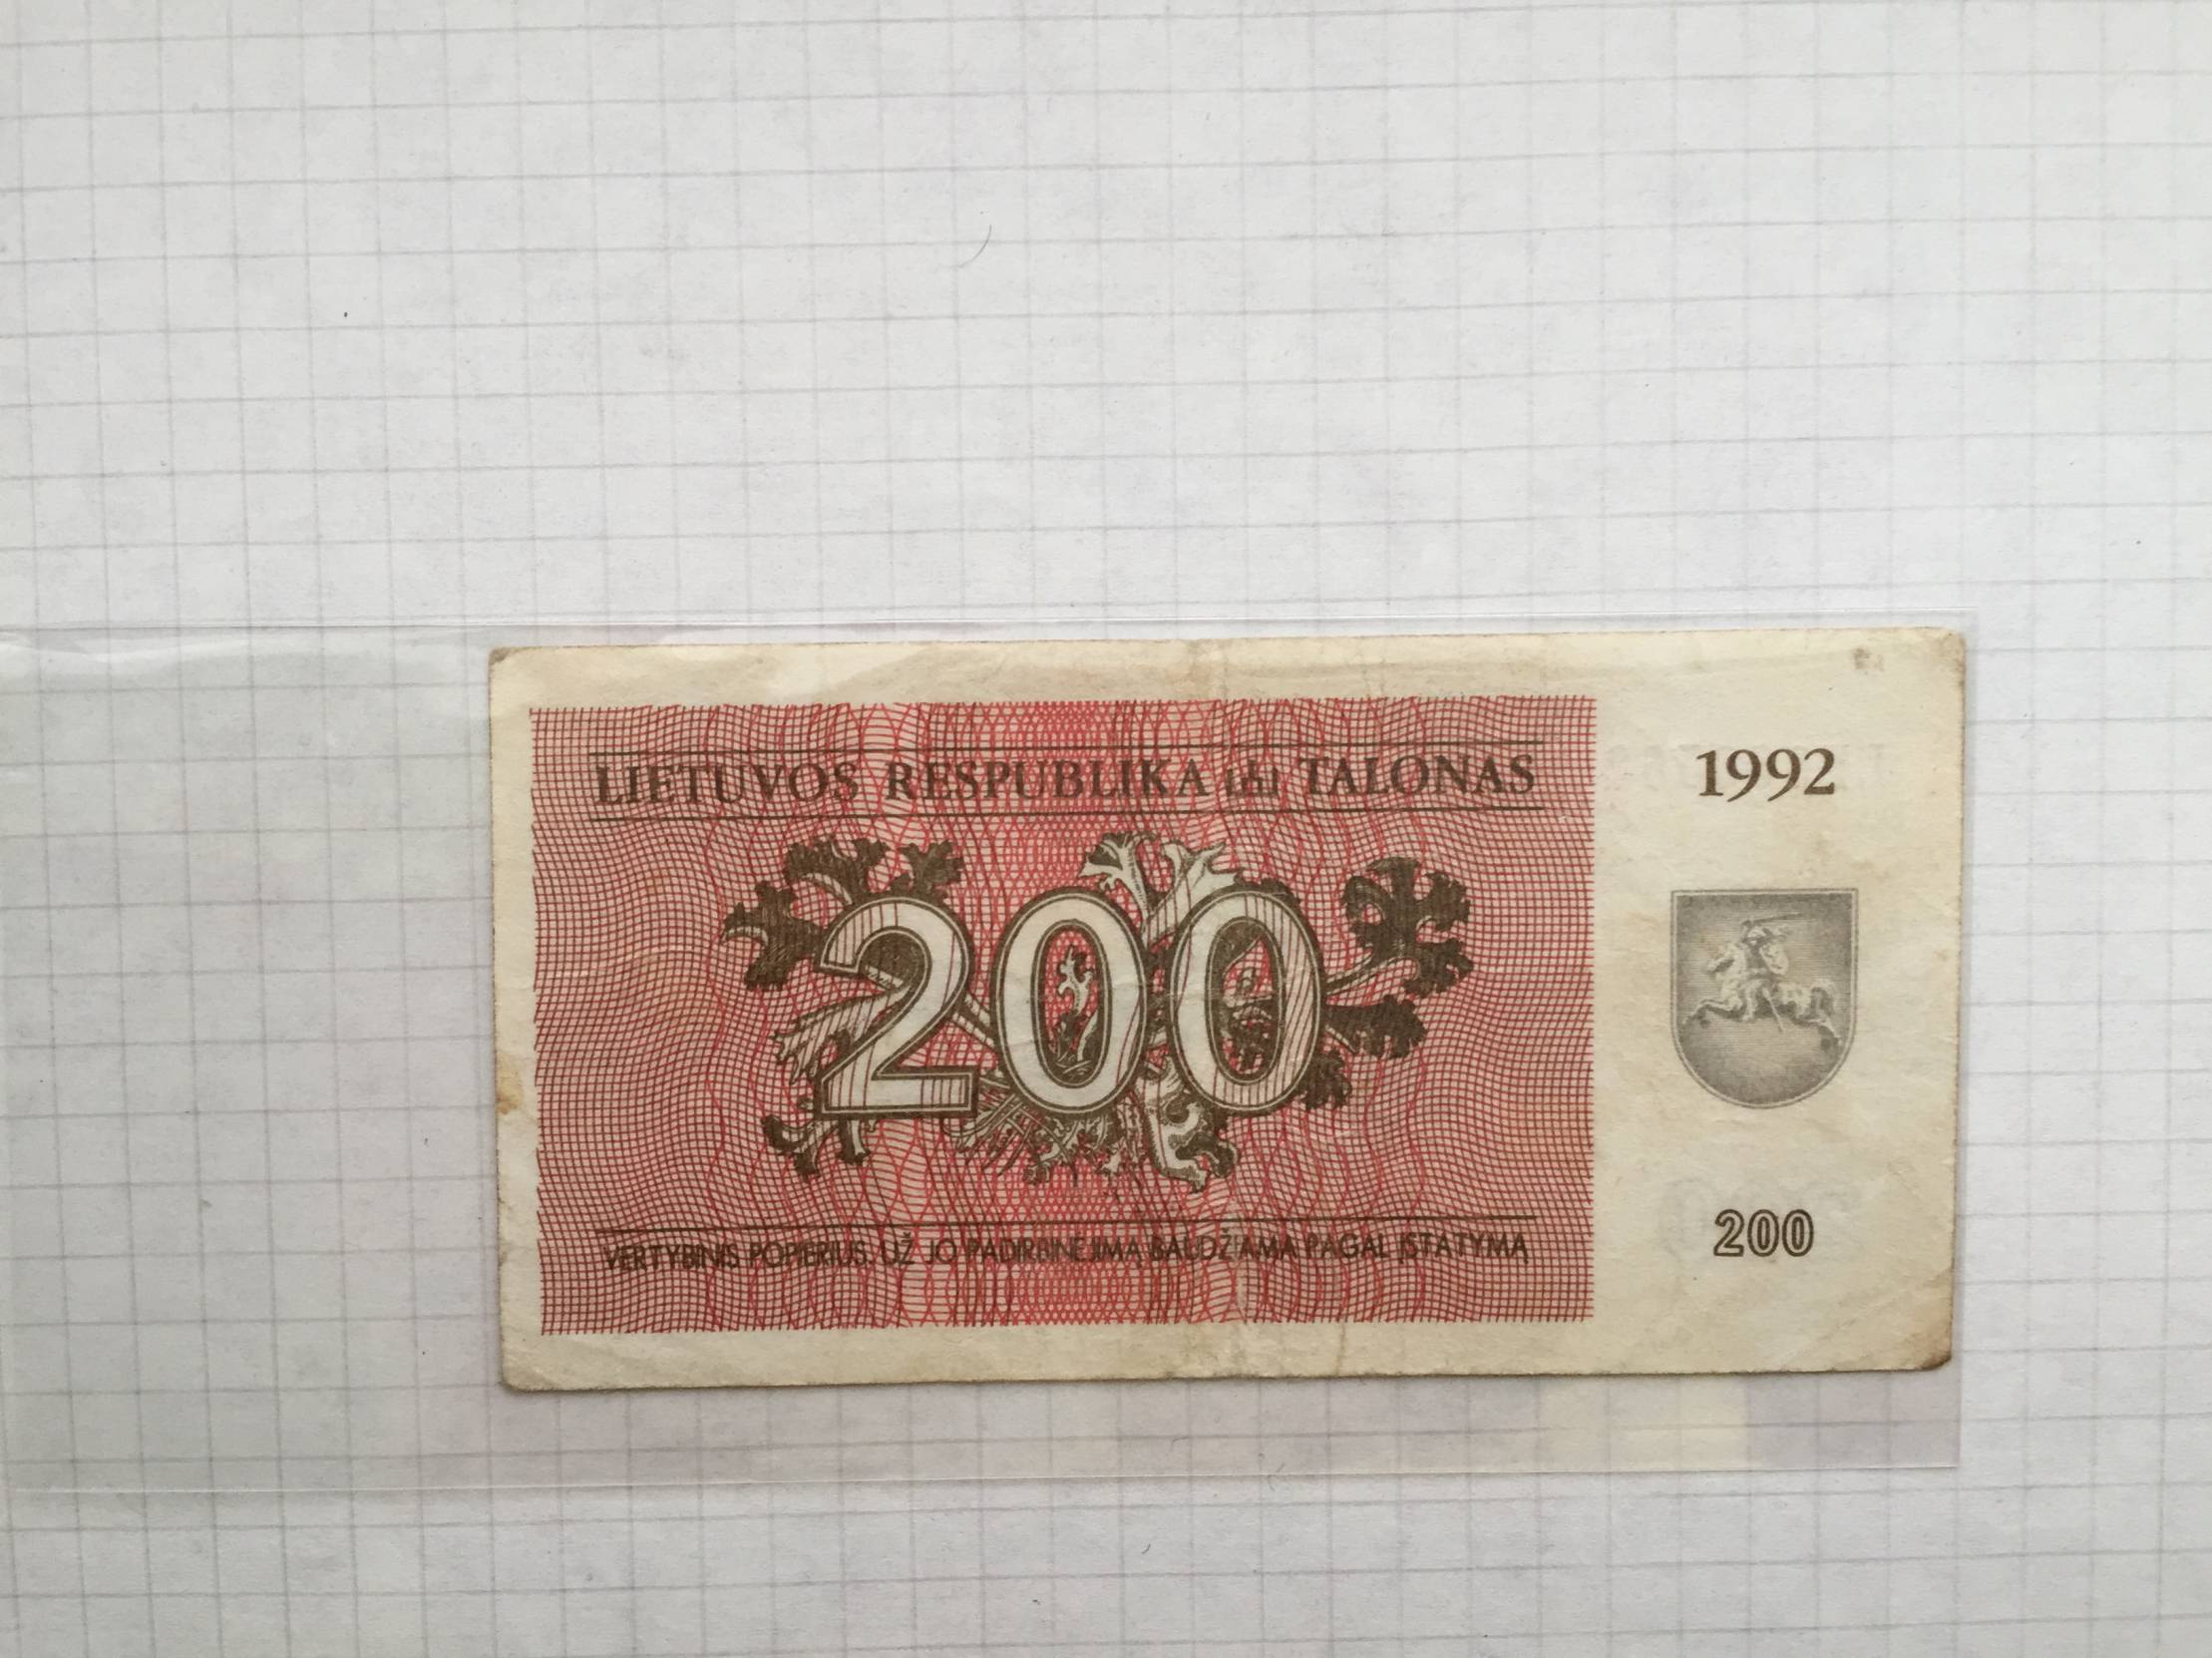 LIETUVOS RESPUBLIKA TALONAS
1992
200
VERTYBINIS POPIERIUS. UŽ JO PADIRBINĖJIMĄ BAUDŽIAMA PAGAL ĮSTATYMĄ
200